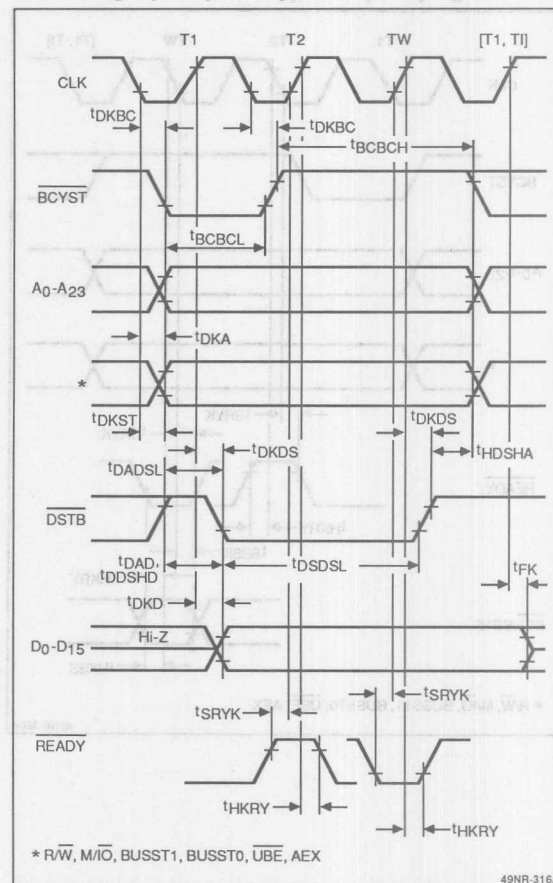 T1 T2 TW [T1, TI]
CLK
tDKBC tDKBC
tBCBCH
BCYST
tBCBCL
A0-A23
tDKA
*
tDKST tDKDS
tDKDS tHDSHA
tDADSL
DSTB
tDAD, tDSDSL tFK
tDDSHD
tDKD
Hi-Z
D0-D15
tSRYK
tSRYK
READY
tHKRY tHKRY
* R/W, M/IO, BUSST1, BUSST0, UBE, AEX
49NR-316